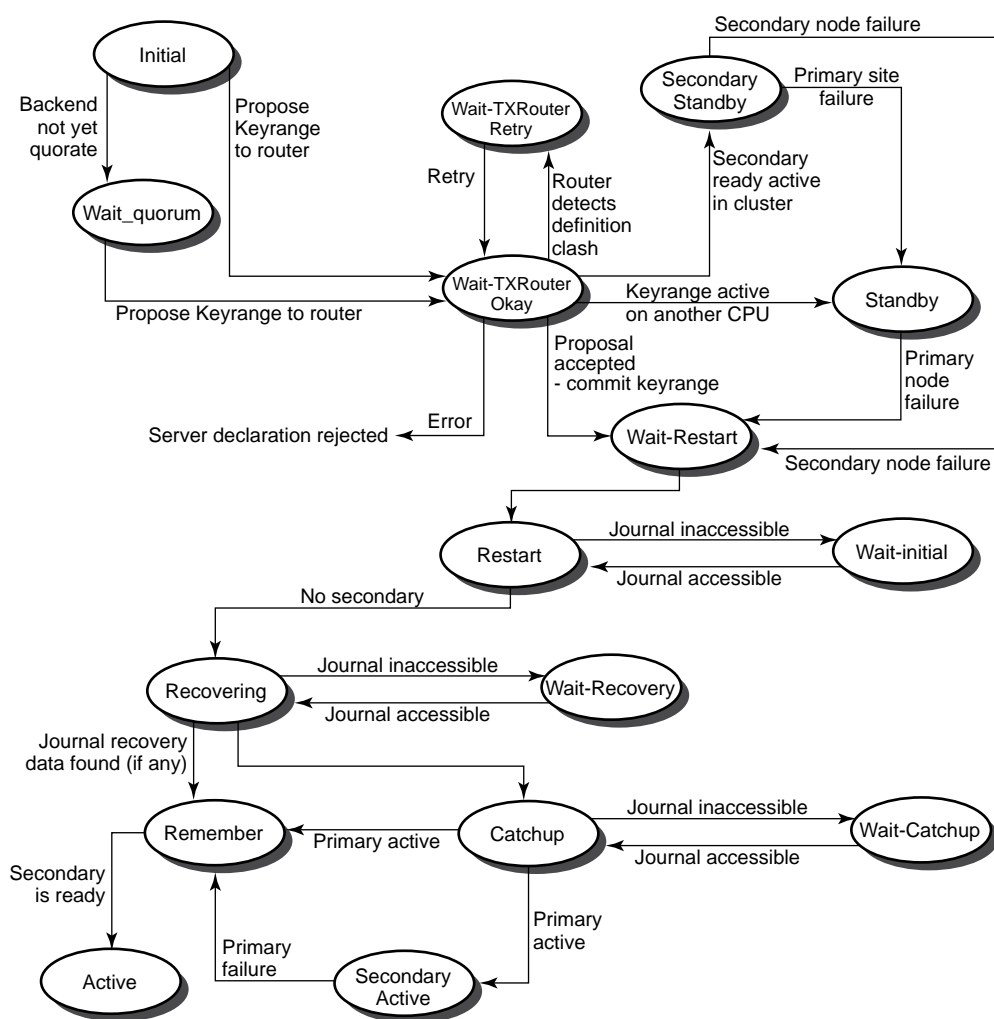 Secondary node failure
Initial
Secondary
Standby
Primary site
failure
Backend
not yet
quorate
Propose
Keyrange
to router
Wait-TXRouter
Retry
Retry
Router
detects
definition
clash
Secondary
ready active
in cluster
Wait_quorum
Wait-TXRouter
Okay
Propose Keyrange to router
Keyrange active
on another CPU
Standby
Proposal
accepted
- commit keyrange
Primary
node
failure
Error
Server declaration rejected
Wait-Restart
Secondary node failure
Restart
Journal inaccessible
Wait-initial
Journal accessible
No secondary
Recovering
Journal inaccessible
Wait-Recovery
Journal accessible
Journal recovery
data found (if any)
Remember
Primary active
Catchup
Journal inaccessible
Wait-Catchup
Journal accessible
Secondary
is ready
Primary
active
Primary
failure
Active
Secondary
Active